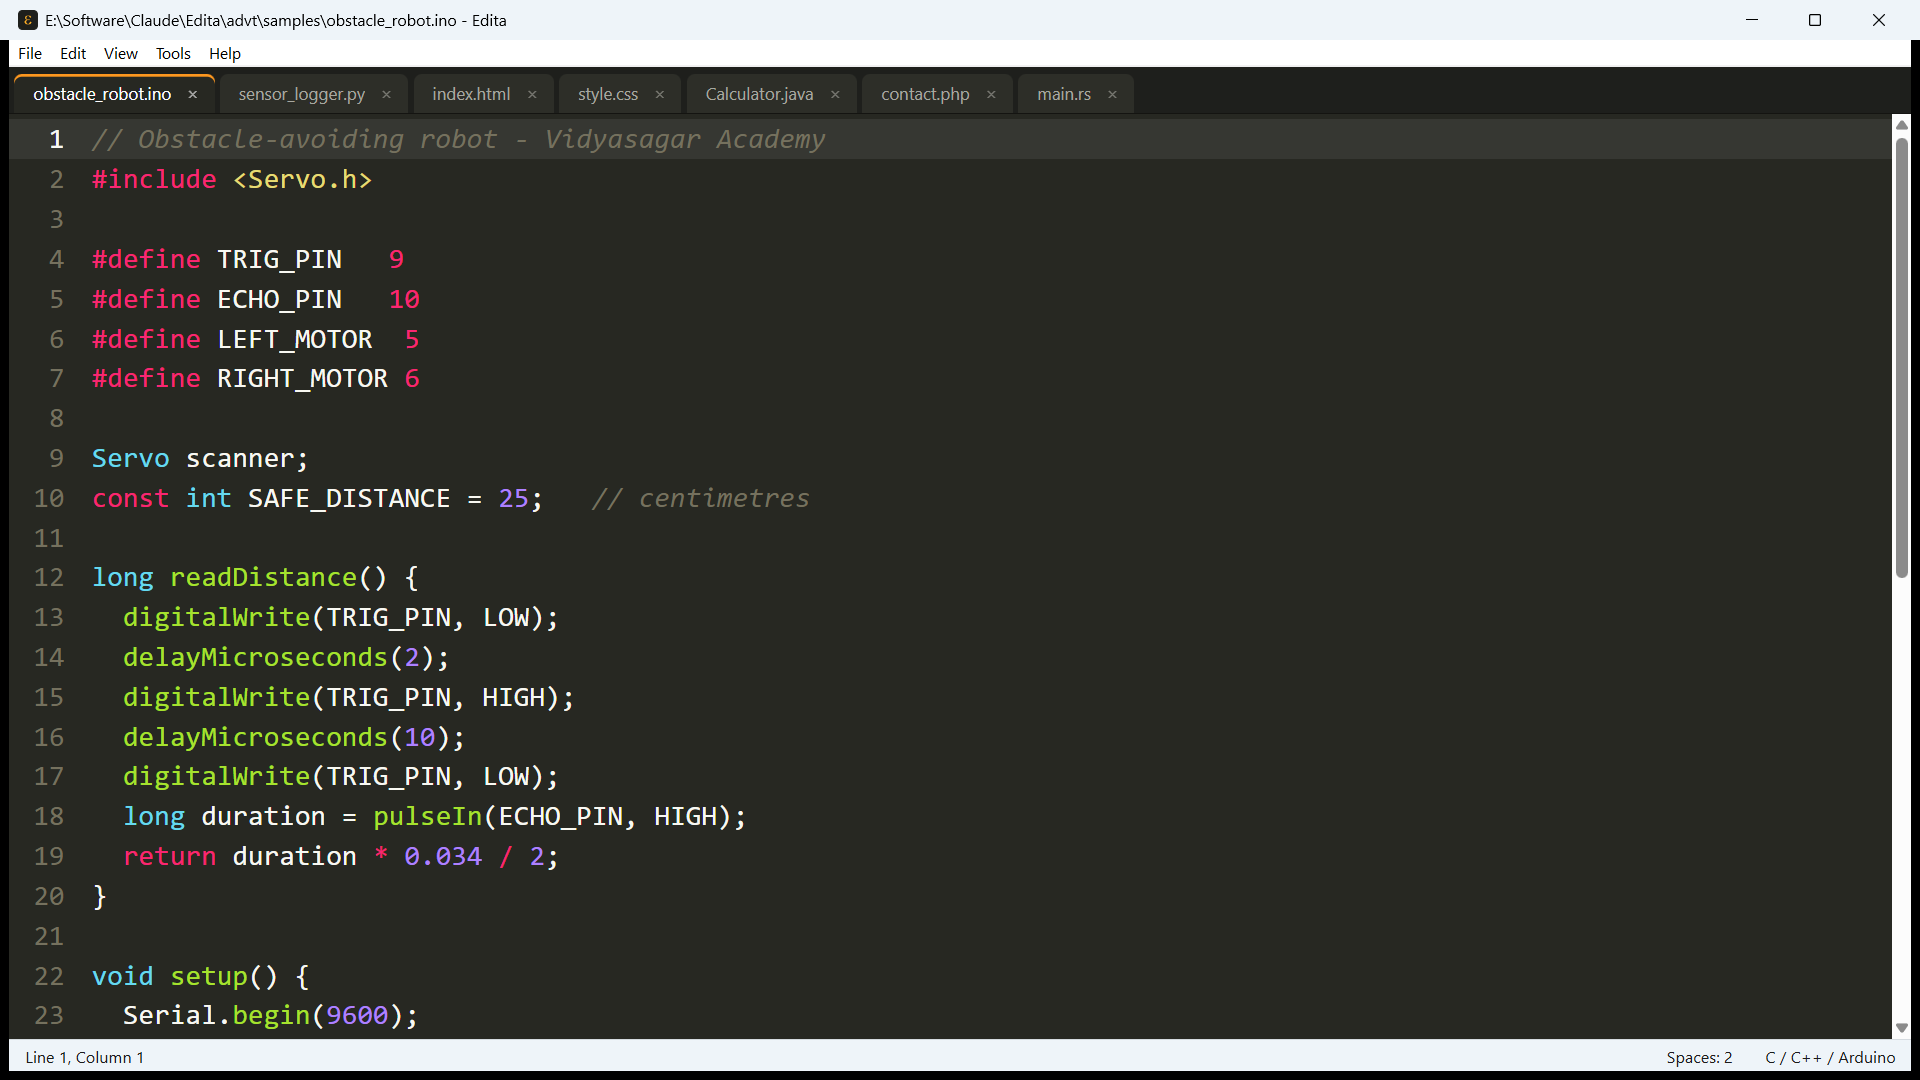 E:\Software\Claude\Edita\advt\samples\obstacle_robot.ino - Edita
File Edit View Tools Help
obstacle_robot.ino × sensor_logger.py × index.html × style.css × Calculator.java × contact.php × main.rs ×
1 // Obstacle-avoiding robot - Vidyasagar Academy
2 #include <Servo.h>
3
4 #define TRIG_PIN   9
5 #define ECHO_PIN   10
6 #define LEFT_MOTOR  5
7 #define RIGHT_MOTOR 6
8
9 Servo scanner;
10 const int SAFE_DISTANCE = 25;   // centimetres
11
12 long readDistance() {
13   digitalWrite(TRIG_PIN, LOW);
14   delayMicroseconds(2);
15   digitalWrite(TRIG_PIN, HIGH);
16   delayMicroseconds(10);
17   digitalWrite(TRIG_PIN, LOW);
18   long duration = pulseIn(ECHO_PIN, HIGH);
19   return duration * 0.034 / 2;
20 }
21
22 void setup() {
23   Serial.begin(9600);
Line 1, Column 1 Spaces: 2 C / C++ / Arduino